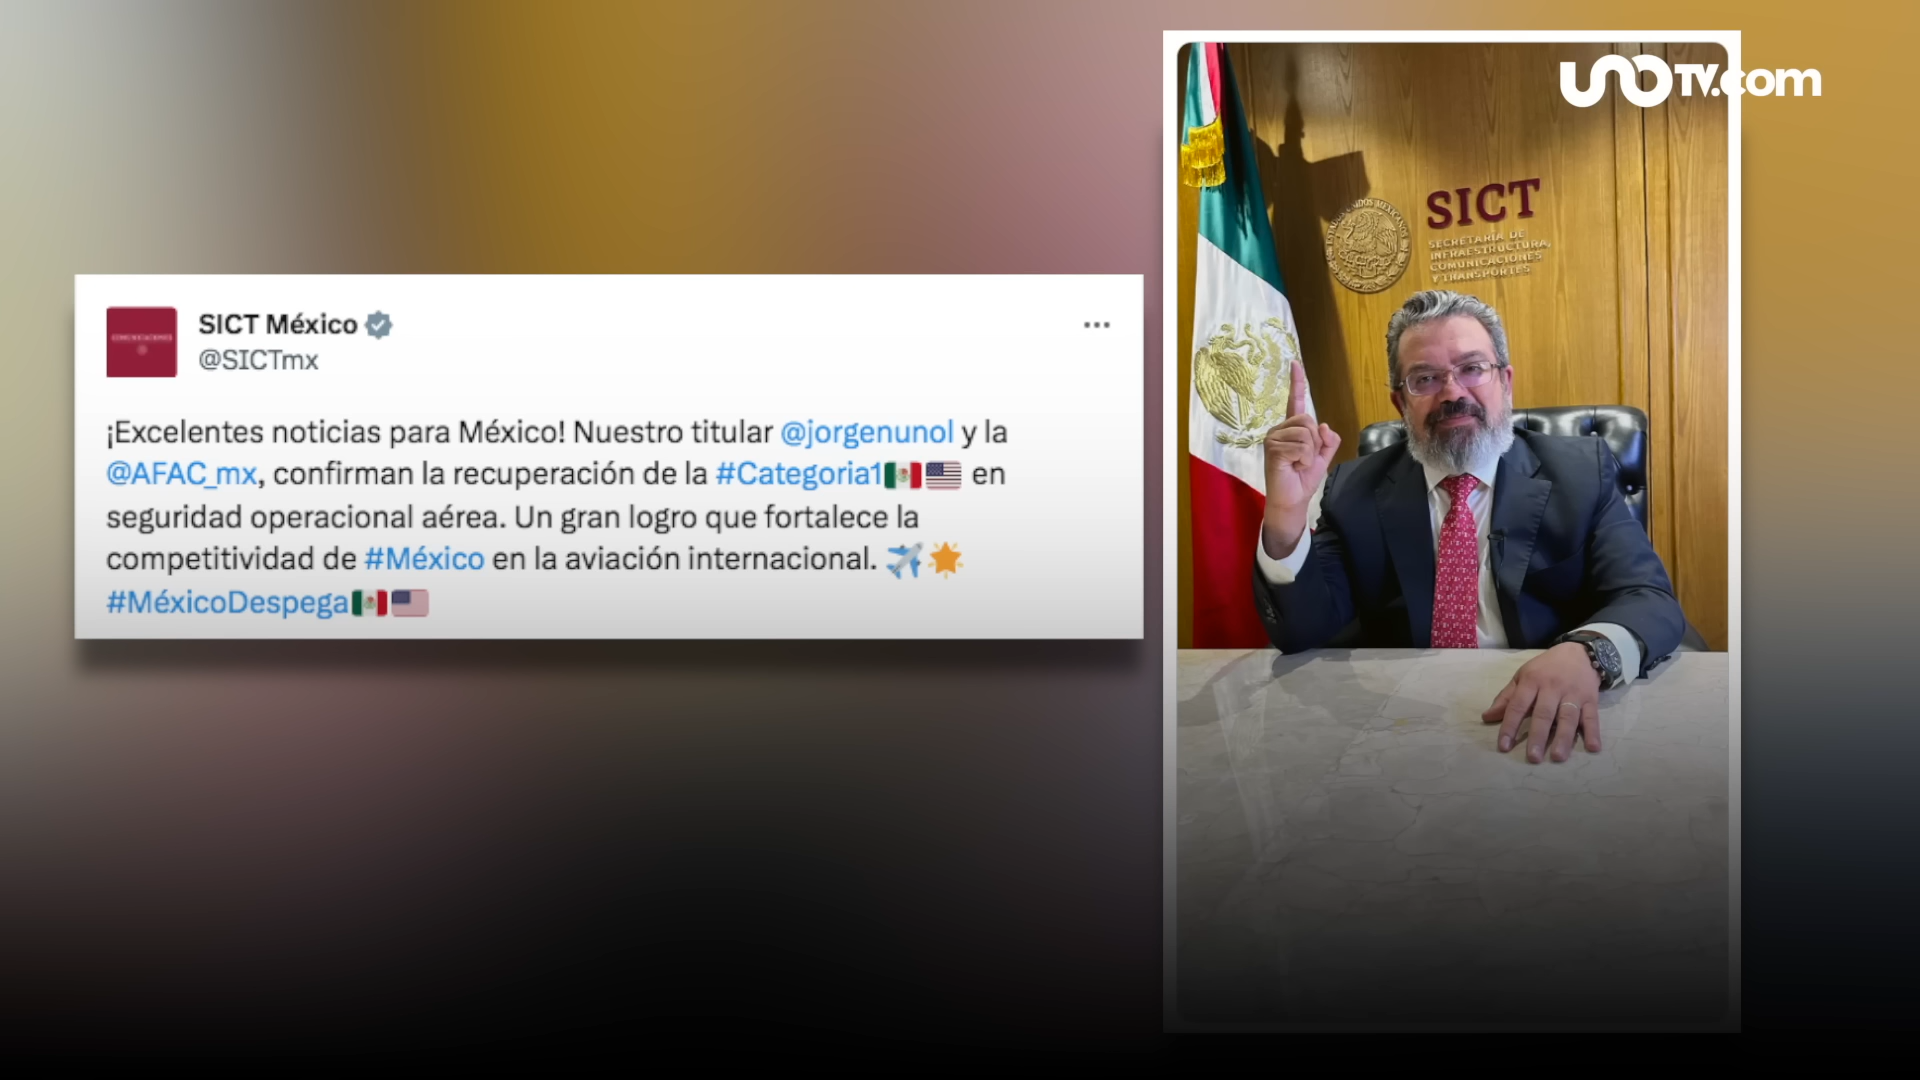 UNOTV.com
SICT México
@SICTmx
¡Excelentes noticias para México! Nuestro titular @jorgenunol y la
@AFAC_mx, confirman la recuperación de la #Categoria1🇲🇽🇺🇸 en
seguridad operacional aérea. Un gran logro que fortalece la
competitividad de #México en la aviación internacional. ✈️🌟
#MéxicoDespega🇲🇽🇺🇸
COMUNICACIONES
SICT
SECRETARÍA DE
INFRAESTRUCTURA,
COMUNICACIONES
Y TRANSPORTES